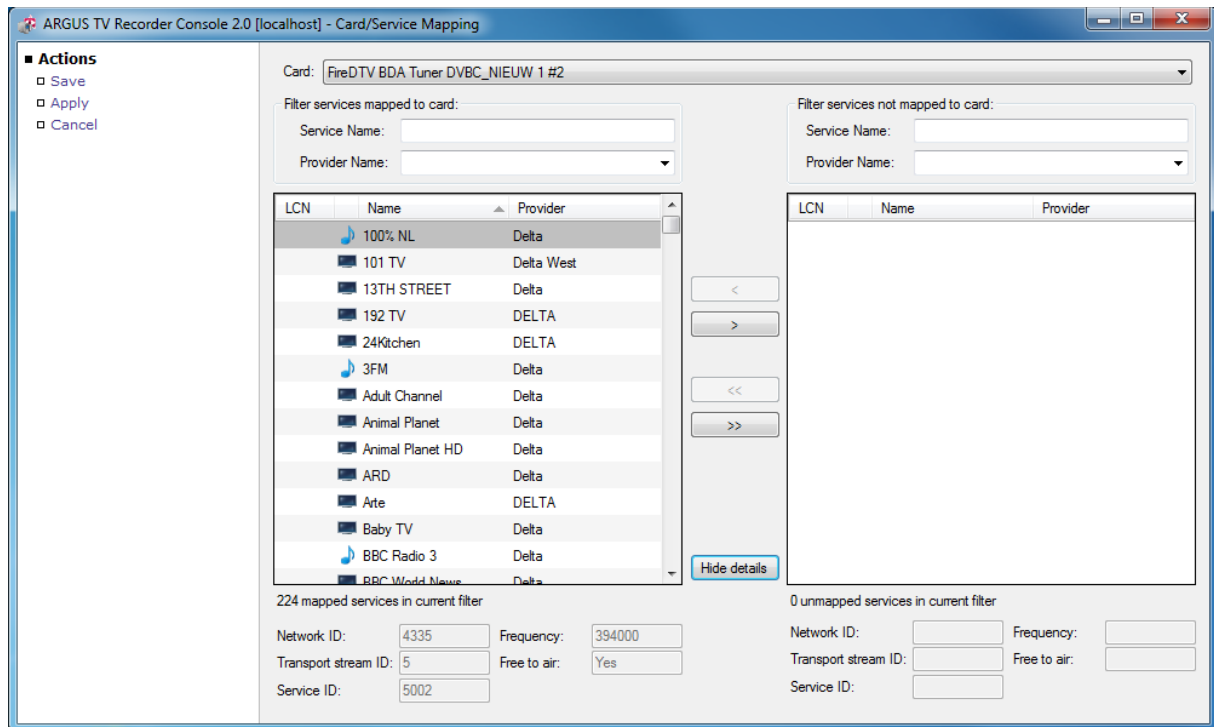 ARGUS TV Recorder Console 2.0 [localhost] - Card/Service Mapping
Actions
Save
Apply
Cancel
Card: FireDTV BDA Tuner DVBC_NIEUW 1 #2
Filter services mapped to card:
Service Name:
Provider Name:
Filter services not mapped to card:
Service Name:
Provider Name:
LCN Name Provider
100% NL Delta
101 TV Delta West
13TH STREET Delta
192 TV DELTA
24Kitchen DELTA
3FM Delta
Adult Channel Delta
Animal Planet Delta
Animal Planet HD Delta
ARD Delta
Arte DELTA
Baby TV Delta
BBC Radio 3 Delta
BBC World News Delta
224 mapped services in current filter
Network ID: 4335 Frequency: 394000
Transport stream ID: 5 Free to air: Yes
Service ID: 5002
<
>
<<
>>
Hide details
LCN Name Provider
0 unmapped services in current filter
Network ID: Frequency:
Transport stream ID: Free to air:
Service ID: